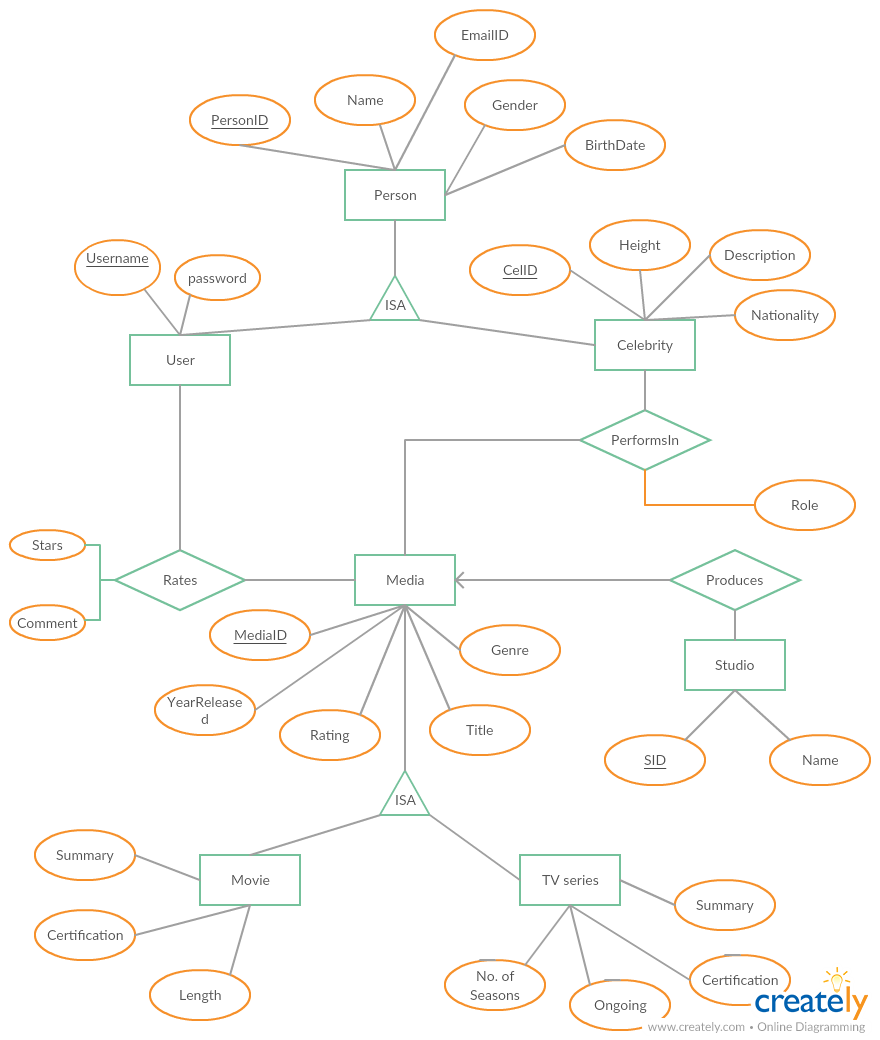 EmailID
Name
Gender
PersonID
BirthDate
Person
Username
password
CelID
Height
Description
Nationality
ISA
User
Celebrity
PerformsIn
Role
Stars
Comment
Rates
Media
Produces
MediaID
Genre
Studio
YearRelease
d
Rating
Title
SID
Name
ISA
Summary
Movie
TV series
Summary
Certification
Length
No. of
Seasons
Ongoing
Certification
creately
www.creately.com • Online Diagramming